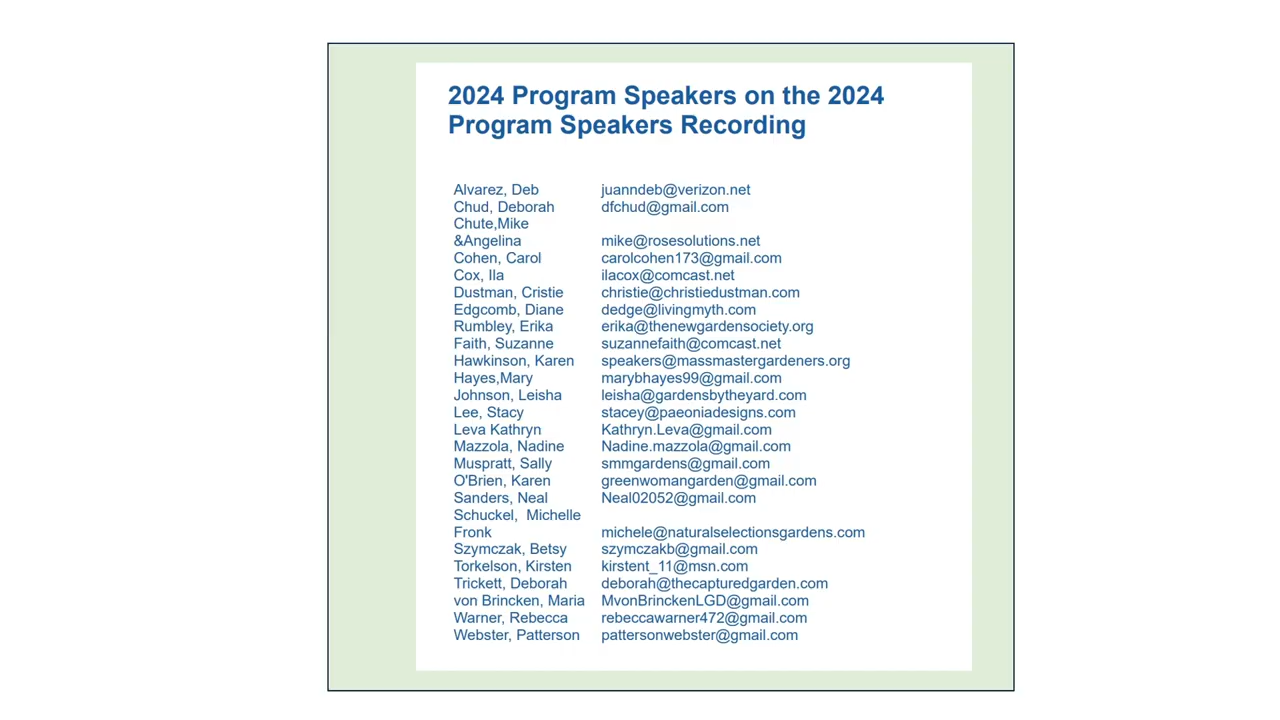 2024 Program Speakers on the 2024
Program Speakers Recording
Alvarez, Deb juanndeb@verizon.net
Chud, Deborah dfchud@gmail.com
Chute,Mike
&Angelina mike@rosesolutions.net
Cohen, Carol carolcohen173@gmail.com
Cox, Ila ilacox@comcast.net
Dustman, Cristie christie@christiedustman.com
Edgcomb, Diane dedge@livingmyth.com
Rumbley, Erika erika@thenewgardensociety.org
Faith, Suzanne suzannefaith@comcast.net
Hawkinson, Karen speakers@massmastergardeners.org
Hayes,Mary marybhayes99@gmail.com
Johnson, Leisha leisha@gardensbytheyard.com
Lee, Stacy stacey@paeoniadesigns.com
Leva Kathryn Kathryn.Leva@gmail.com
Mazzola, Nadine Nadine.mazzola@gmail.com
Muspratt, Sally smmgardens@gmail.com
O'Brien, Karen greenwomangarden@gmail.com
Sanders, Neal Neal02052@gmail.com
Schuckel, Michelle
Fronk michele@naturalselectionsgardens.com
Szymczak, Betsy szymczakb@gmail.com
Torkelson, Kirsten kirstent_11@msn.com
Trickett, Deborah deborah@thecapturedgarden.com
von Brincken, Maria MvonBrinckenLGD@gmail.com
Warner, Rebecca rebeccawarner472@gmail.com
Webster, Patterson pattersonwebster@gmail.com